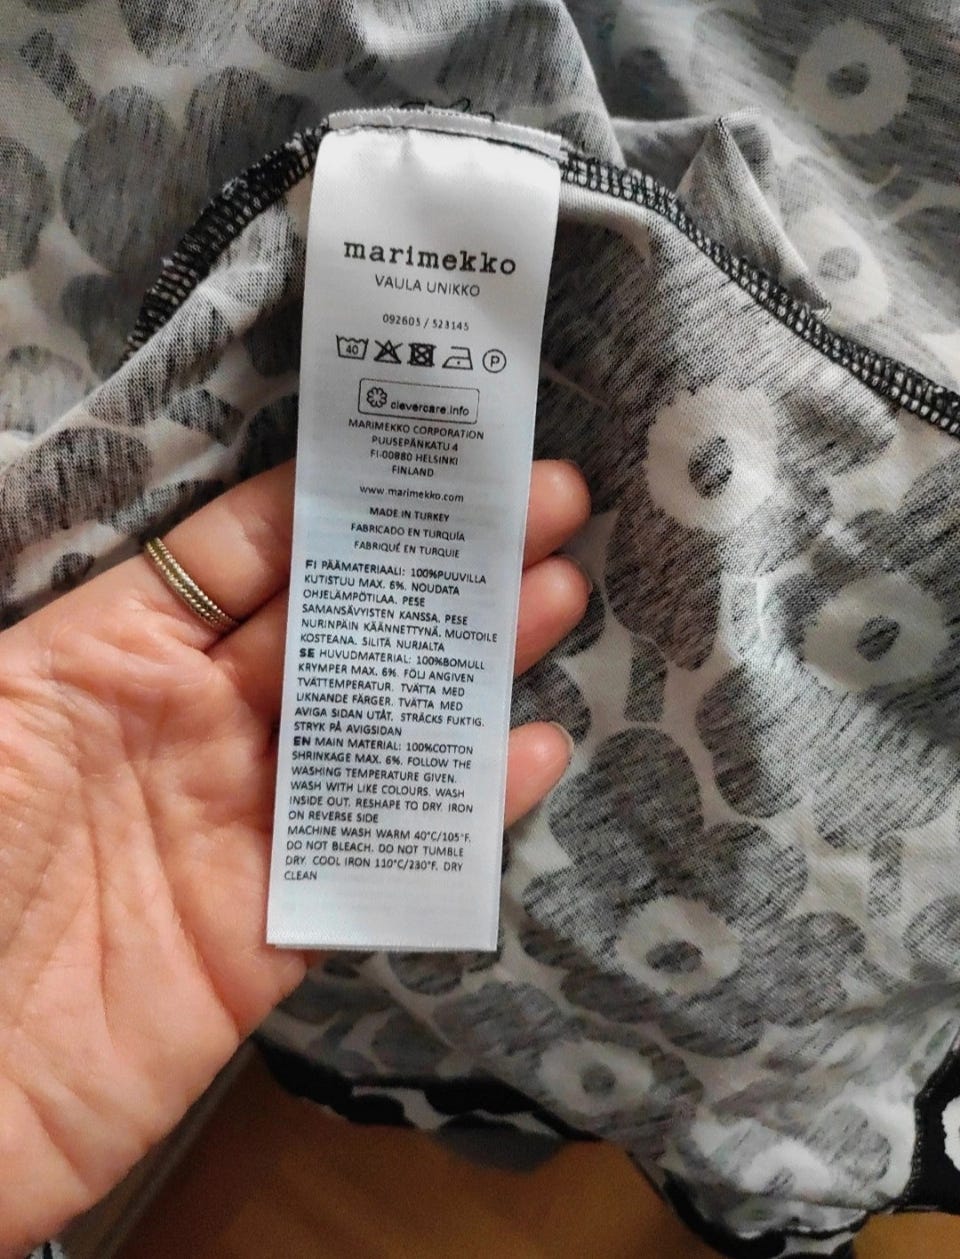 marimekko
VAULA UNIKKO
092605 / 523145
40 P
clevercare.info
MARIMEKKO CORPORATION
PUUSEPÄNKATU 4
FI-00880 HELSINKI
FINLAND
www.marimekko.com
MADE IN TURKEY
FABRICADO EN TURQUÍA
FABRIQUÉ EN TURQUIE
FI PÄÄMATERIAALI: 100%PUUVILLA
KUTISTUU MAX. 6%. NOUDATA
OHJELÄMPÖTILAA. PESE
SAMANSÄVYISTEN KANSSA. PESE
NURINPÄIN KÄÄNNETTYNÄ. MUOTOILE
KOSTEANA. SILITÄ NURJALTA
SE HUVUDMATERIAL: 100%BOMULL
KRYMPER MAX. 6%. FÖLJ ANGIVEN
TVÄTTEMPERATUR. TVÄTTA MED
LIKNANDE FÄRGER. TVÄTTA MED
AVIGA SIDAN UTÅT. STRÄCKS FUKTIG.
STRYK PÅ AVIGSIDAN
EN MAIN MATERIAL: 100%COTTON
SHRINKAGE MAX. 6%. FOLLOW THE
WASHING TEMPERATURE GIVEN.
WASH WITH LIKE COLOURS. WASH
INSIDE OUT. RESHAPE TO DRY. IRON
ON REVERSE SIDE
MACHINE WASH WARM 40°C/105°F.
DO NOT BLEACH. DO NOT TUMBLE
DRY. COOL IRON 110°C/230°F. DRY
CLEAN